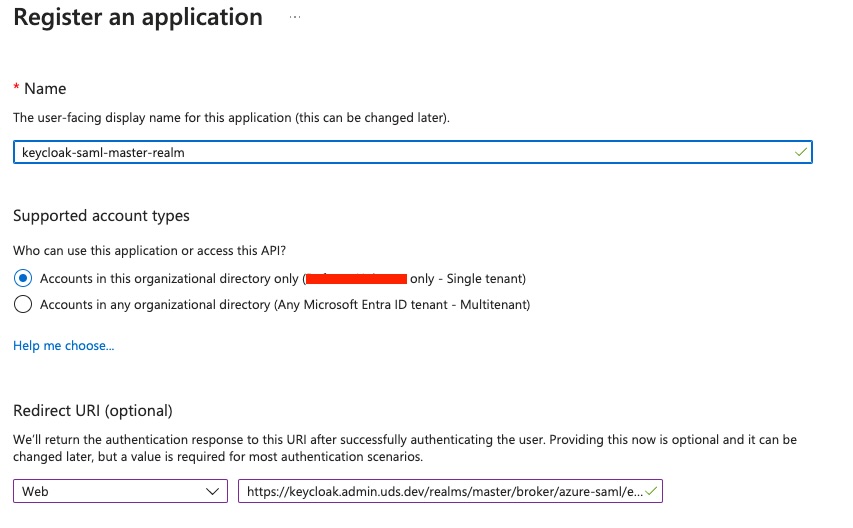 Register an application ...
* Name
The user-facing display name for this application (this can be changed later).
keycloak-saml-master-realm
Supported account types
Who can use this application or access this API?
Accounts in this organizational directory only ( only - Single tenant)
Accounts in any organizational directory (Any Microsoft Entra ID tenant - Multitenant)
Help me choose...
Redirect URI (optional)
We'll return the authentication response to this URI after successfully authenticating the user. Providing this now is optional and it can be
changed later, but a value is required for most authentication scenarios.
Web https://keycloak.admin.uds.dev/realms/master/broker/azure-saml/e...